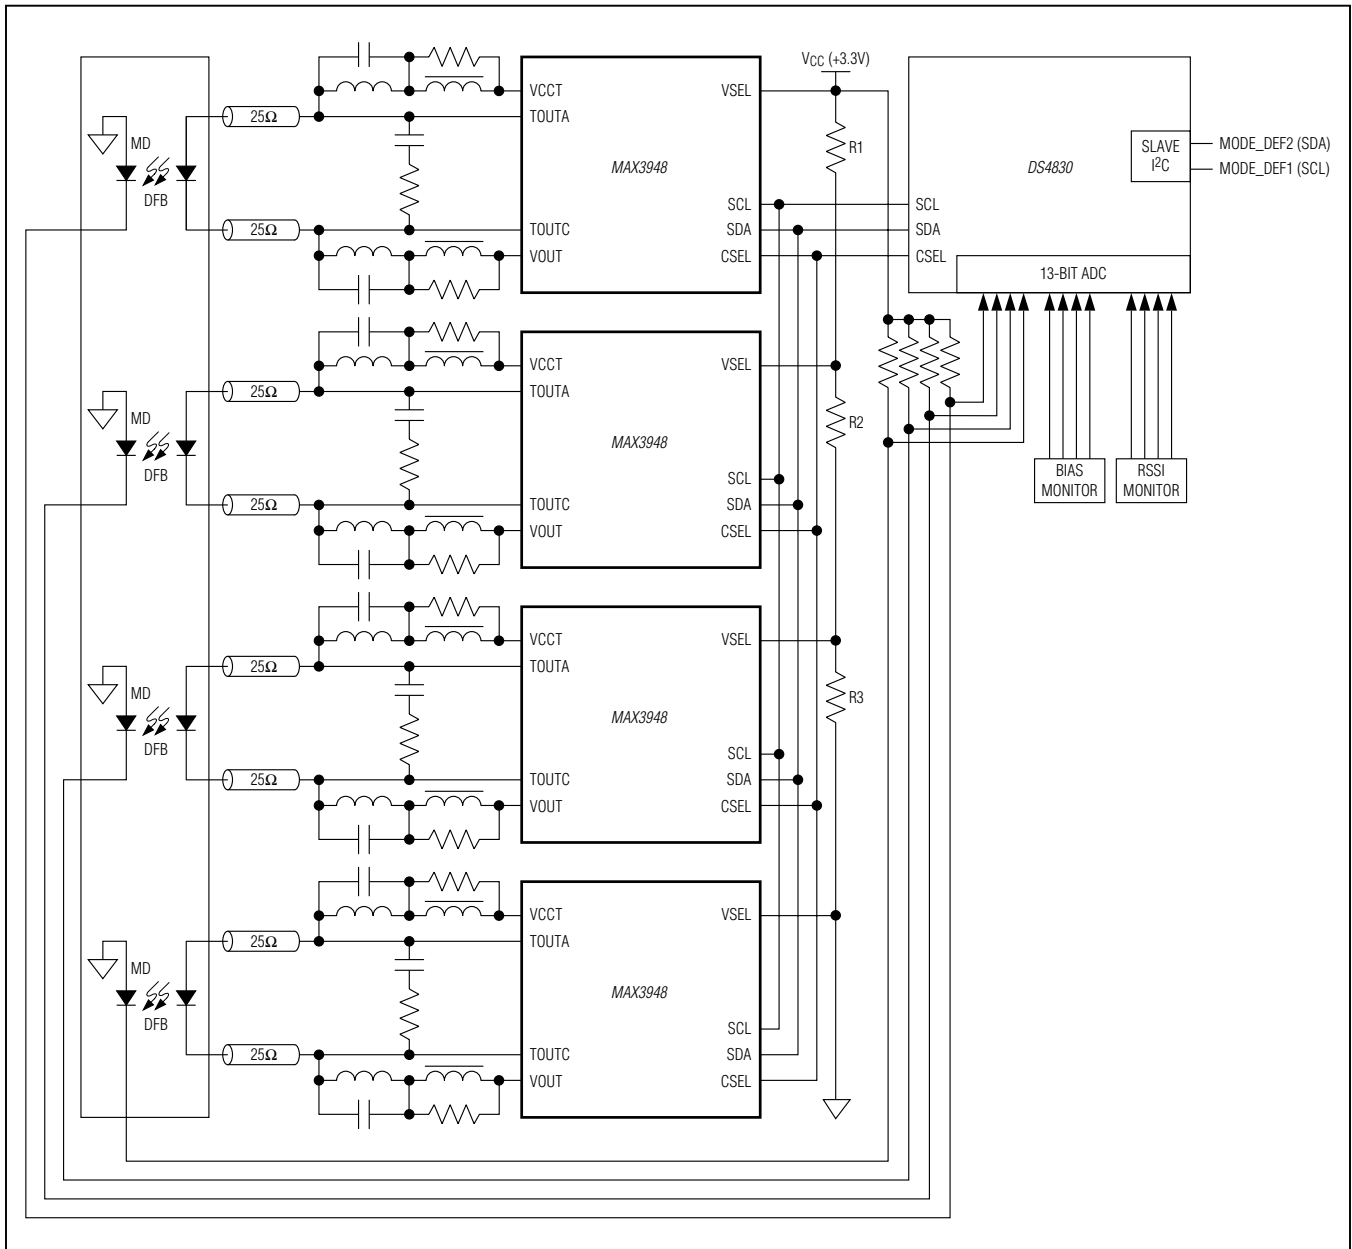 VCC (+3.3V)
VCCT
VSEL
25Ω
TOUTA
MD
R1
SLAVE
I2C
MODE_DEF2 (SDA)
MODE_DEF1 (SCL)
MAX3948
DS4830
DFB
SCL
SCL
25Ω
TOUTC
SDA
SDA
VOUT
CSEL
CSEL
13-BIT ADC
VCCT
VSEL
25Ω
TOUTA
MD
R2
MAX3948
DFB
BIAS
MONITOR
RSSI
MONITOR
SCL
25Ω
TOUTC
SDA
VOUT
CSEL
VCCT
VSEL
25Ω
TOUTA
MD
R3
MAX3948
DFB
SCL
25Ω
TOUTC
SDA
VOUT
CSEL
VCCT
VSEL
25Ω
TOUTA
MD
MAX3948
DFB
SCL
25Ω
TOUTC
SDA
VOUT
CSEL